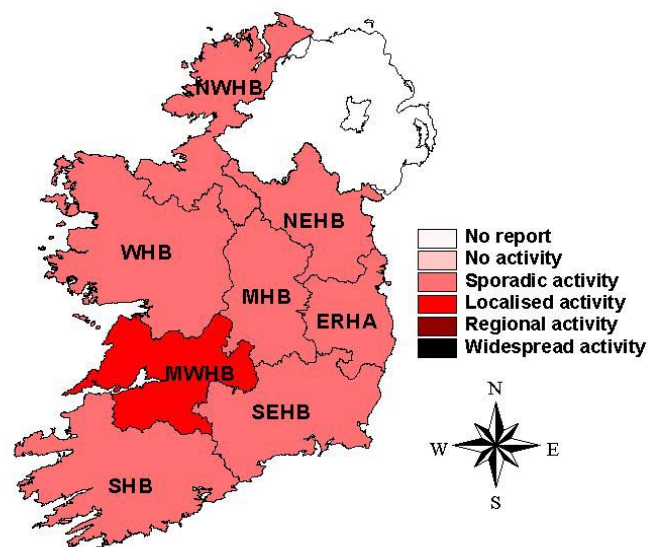 NWHB
NEHB
WHB
MHB
ERHA
MWHB
SEHB
SHB
No report
No activity
Sporadic activity
Localised activity
Regional activity
Widespread activity
N
W E
S